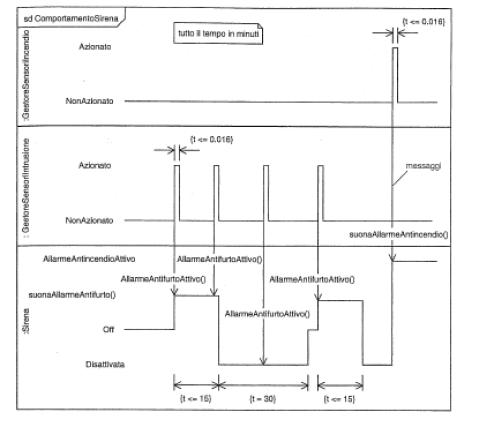 sd ComportamentoSirena
tutto il tempo in minuti
{t <= 0.016}
:GestoreSensoriIncendio
Azionato
NonAzionato
{t <= 0.016}
:GestoreSensoriIntrusione
Azionato
messaggi
NonAzionato
suonaAllarmeAntincendio()
AllarmeAntincendioAttivo
AllarmeAntifurtoAttivo()
AllarmeAntifurtoAttivo()
AllarmeAntifurtoAttivo()
suonaAllarmeAntifurto()
AllarmeAntifurtoAttivo()
:Sirena
Off
Disattivata
{t <= 15}
{t = 30}
{t <= 15}